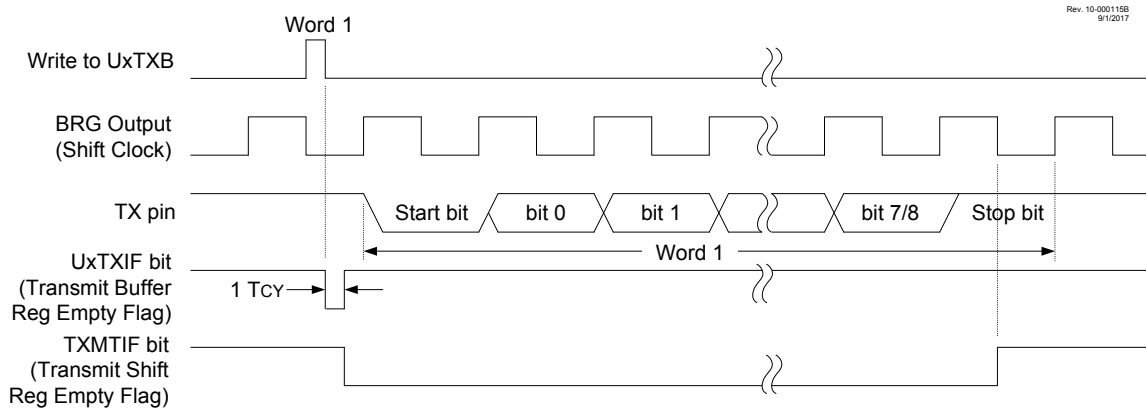 Rev. 10-000115B
9/1/2017
Word 1
Write to UxTXB
BRG Output
(Shift Clock)
TX pin
Start bit
bit 0
bit 1
bit 7/8
Stop bit
Word 1
UxTXIF bit
(Transmit Buffer
Reg Empty Flag)
1 TCY
TXMTIF bit
(Transmit Shift
Reg Empty Flag)